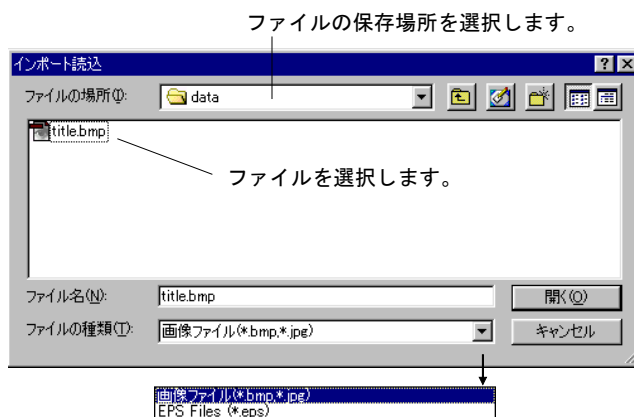 ファイルの保存場所を選択します。
インポート読込
ファイルの場所(I):
data
title.bmp
ファイルを選択します。
ファイル名(N):
title.bmp
開く(O)
ファイルの種類(T):
画像ファイル(*.bmp,*.jpg)
キャンセル
画像ファイル(*.bmp,*.jpg)
EPS Files (*.eps)